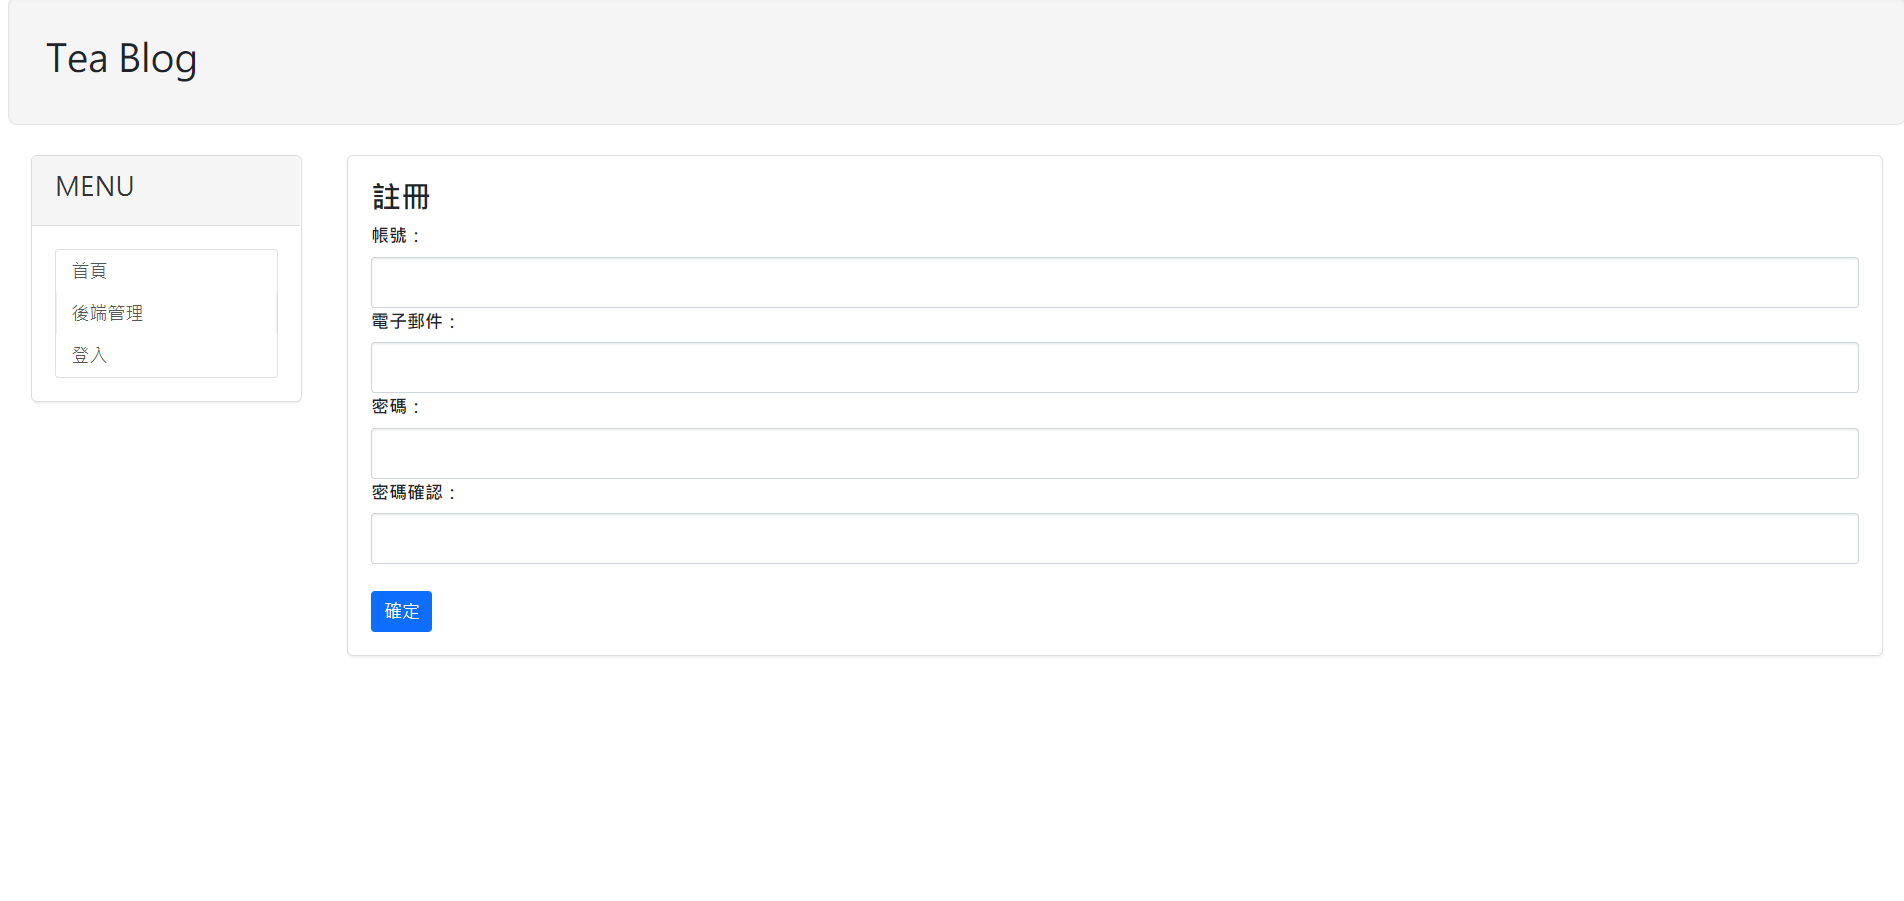 Tea Blog
MENU
首頁
後端管理
登入
註冊
帳號：
電子郵件：
密碼：
密碼確認：
確定